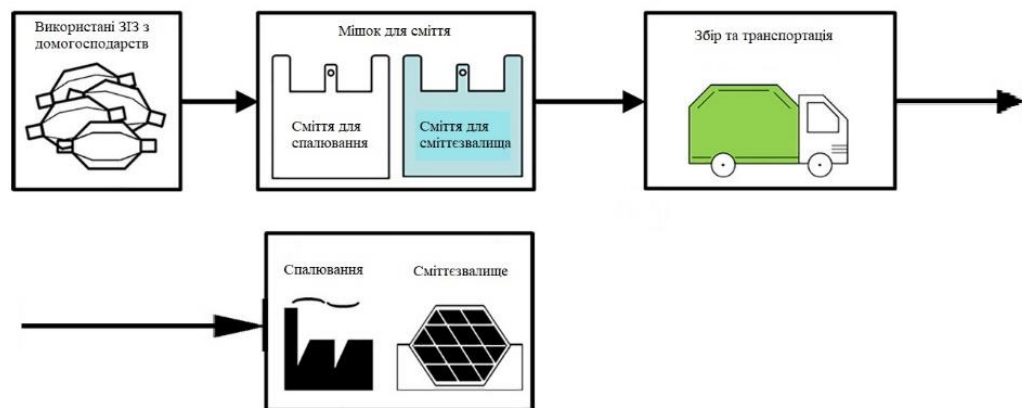 Використані ЗІЗ з
домогосподарств
Мішок для сміття
Сміття для
спалювання
Сміття для
сміттєзвалища
Збір та транспортація
Спалювання
Сміттєзвалище